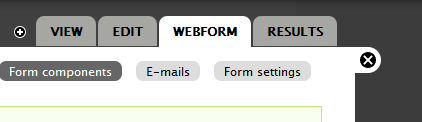 VIEW EDIT WEBFORM RESULTS
Form components E-mails Form settings